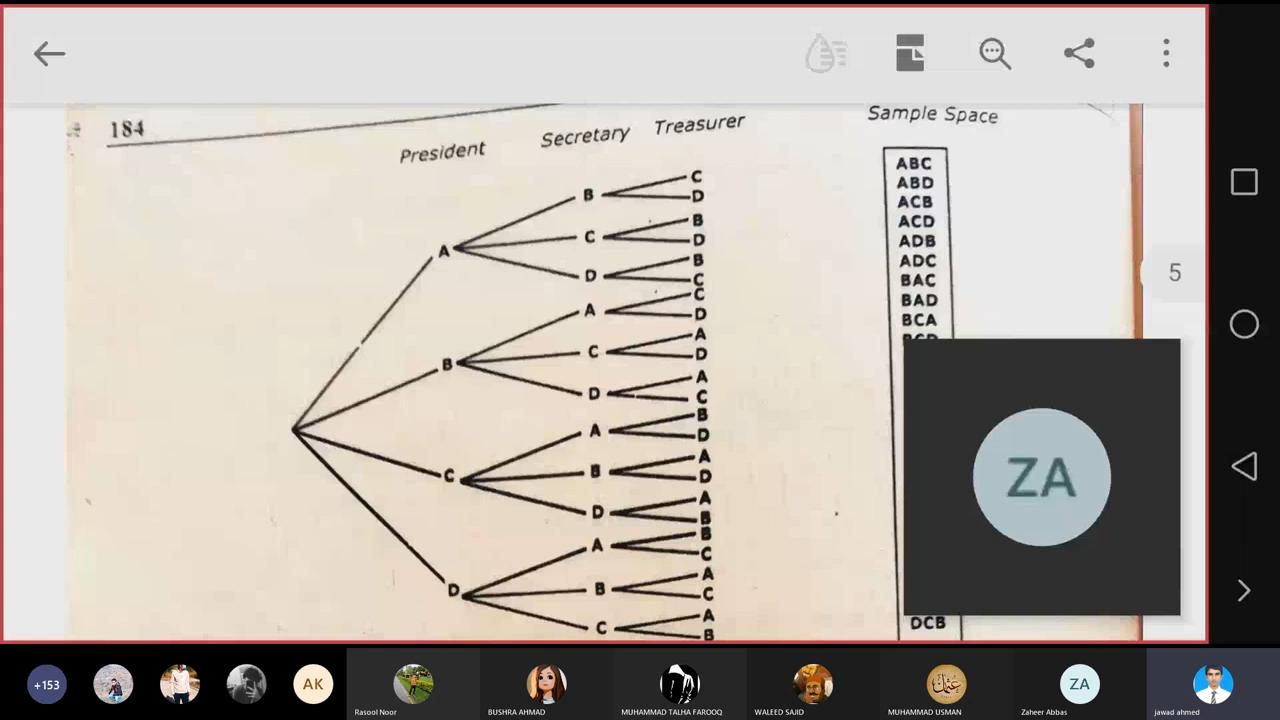 184
President Secretary Treasurer Sample Space
C
B
D
B
C
D
A
B
D
C
C
A
D
A
C
D
B
A
D
C
B
A
D
A
B
D
C
A
D
B
B
A
C
A
D
B
C
A
C
B
ABC
ABD
ACB
ACD
ADB
ADC
BAC
BAD
BCA
DCB
5
ZA
+153
AK
ZA
Rasool Noor
BUSHRA AHMAD
MUHAMMAD TALHA FAROOQ
WALEED SAJID
MUHAMMAD USMAN
Zaheer Abbas
jawad ahmed